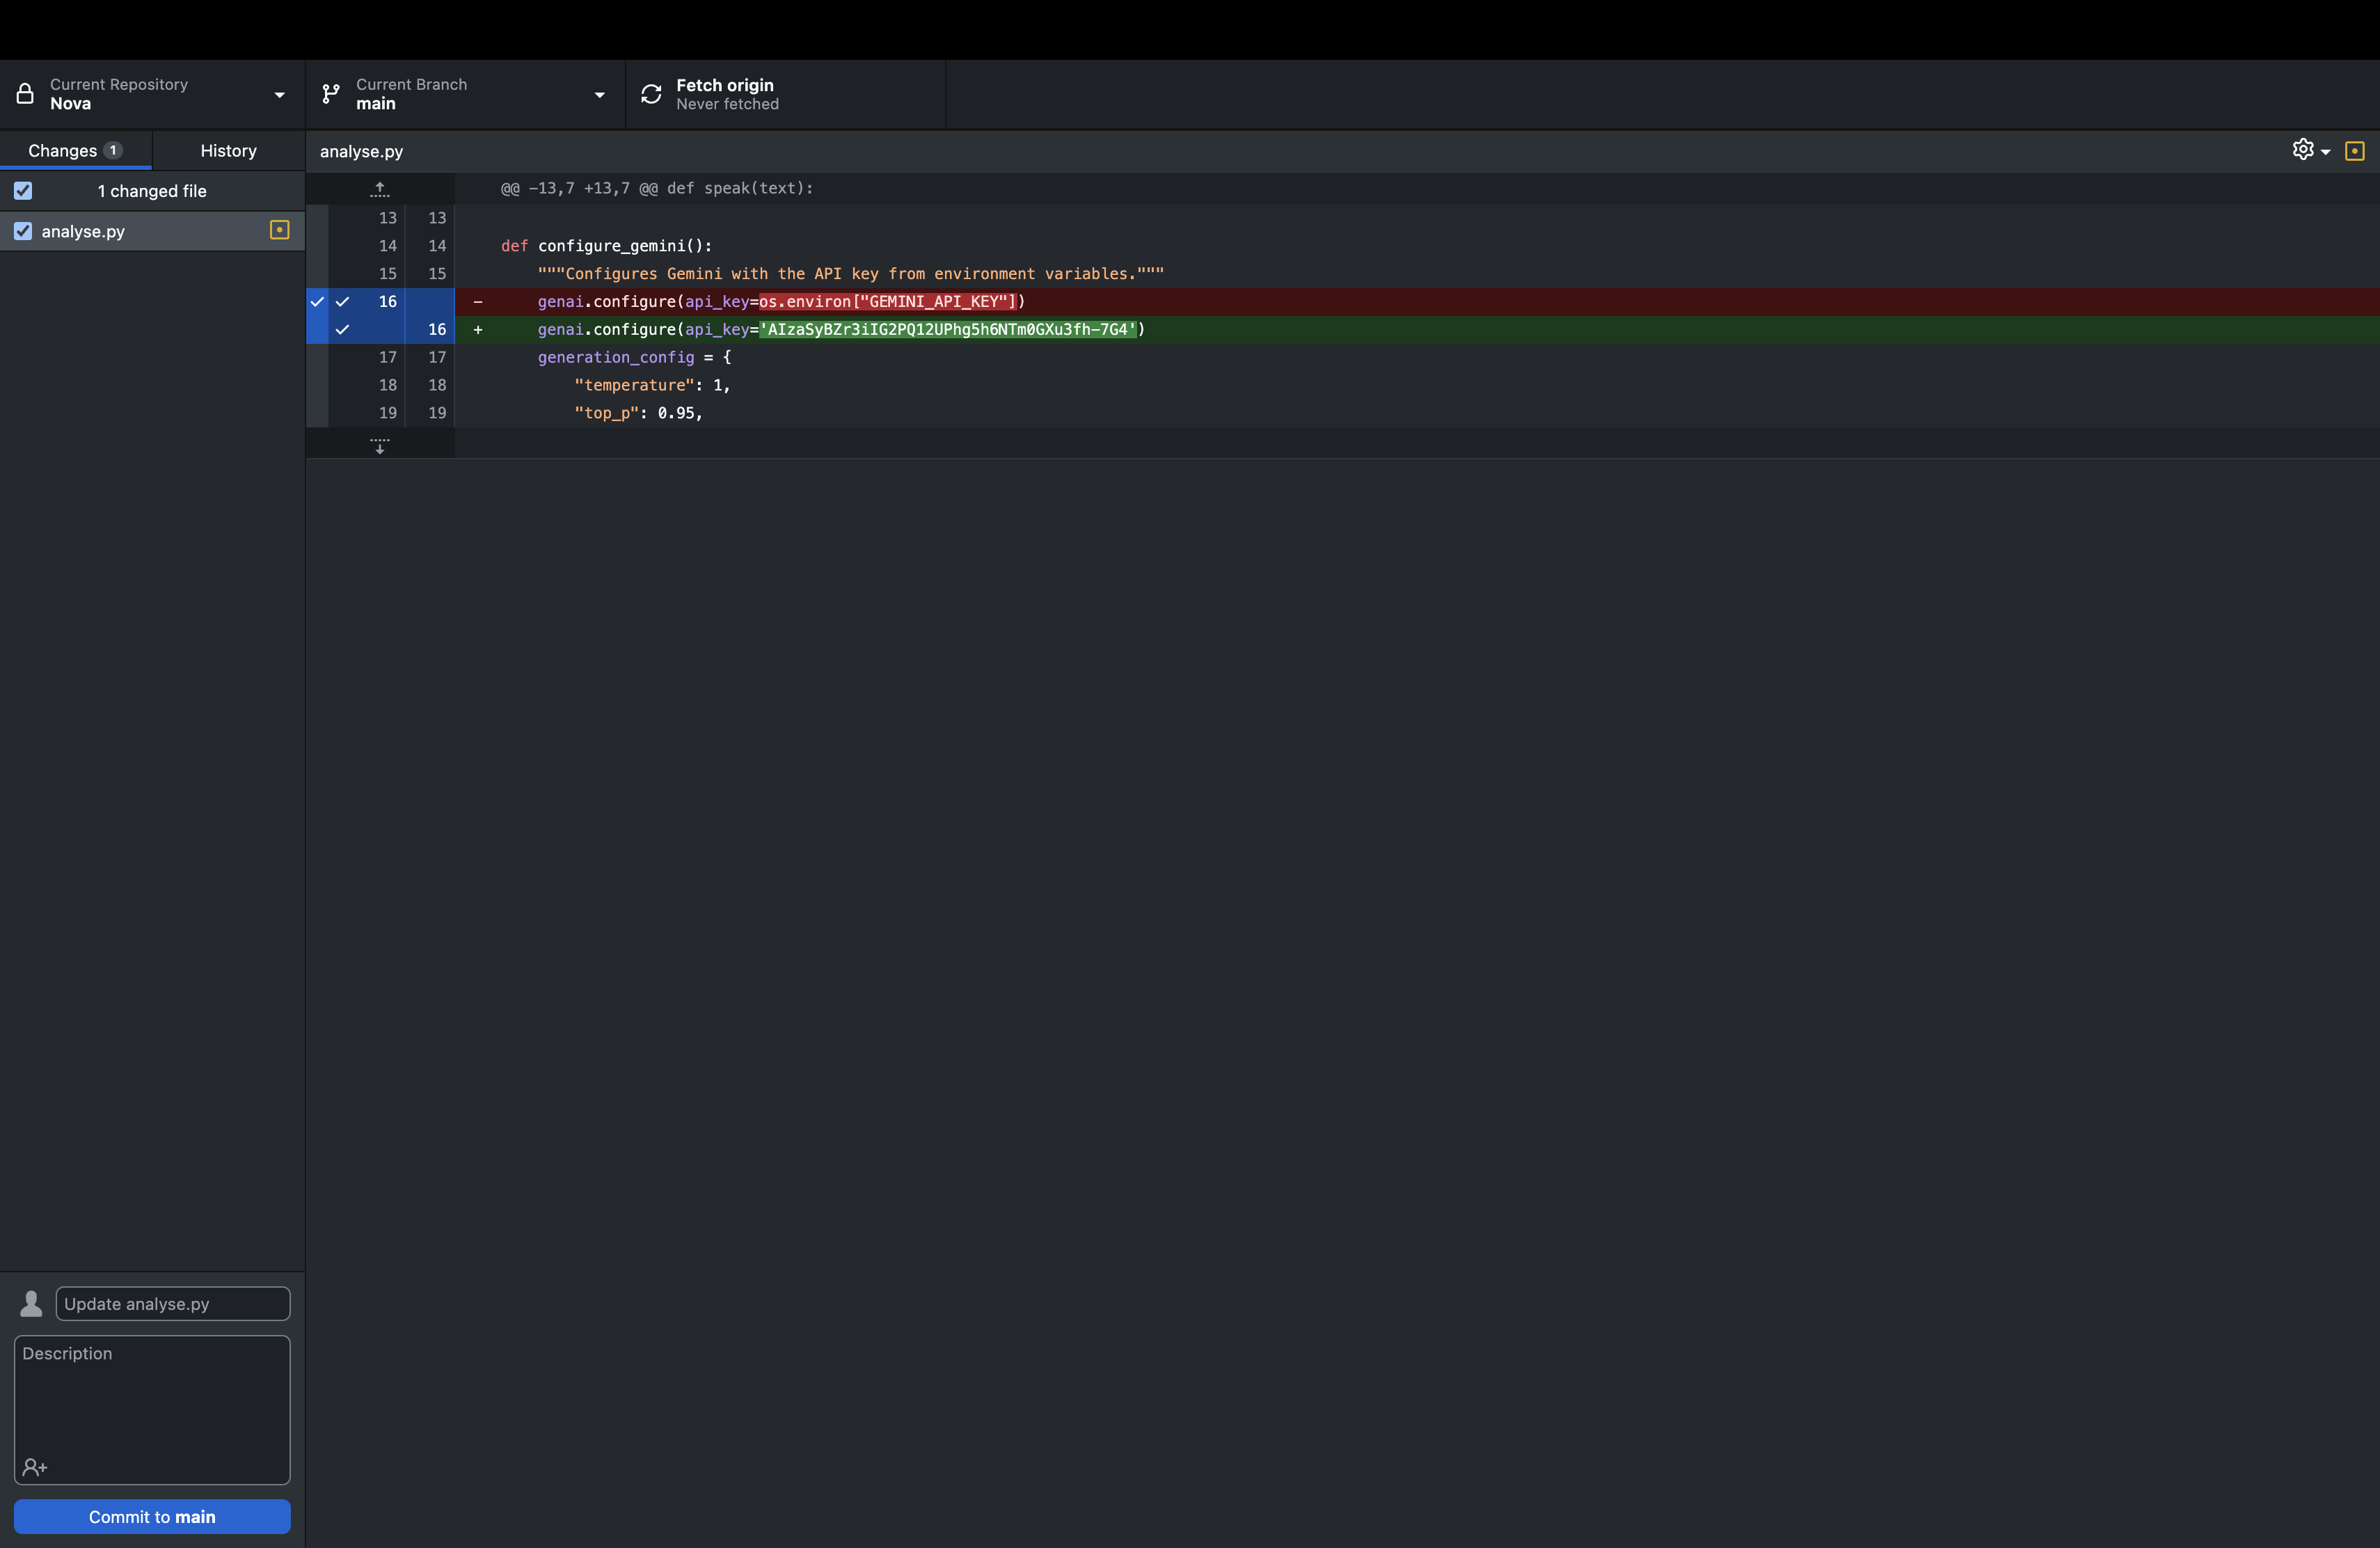 Current Repository
Nova
Current Branch
main
Fetch origin
Never fetched
Changes 1
History
analyse.py
1 changed file
analyse.py
@@ -13,7 +13,7 @@ def speak(text):
13 13
14 14 def configure_gemini():
15 15 """Configures Gemini with the API key from environment variables."""
16 - genai.configure(api_key=os.environ["GEMINI_API_KEY"])
16 + genai.configure(api_key='AIzaSyBZr3iIG2PQ12UPhg5h6NTm0GXu3fh-7G4')
17 17 generation_config = {
18 18 "temperature": 1,
19 19 "top_p": 0.95,
Update analyse.py
Description
Commit to main